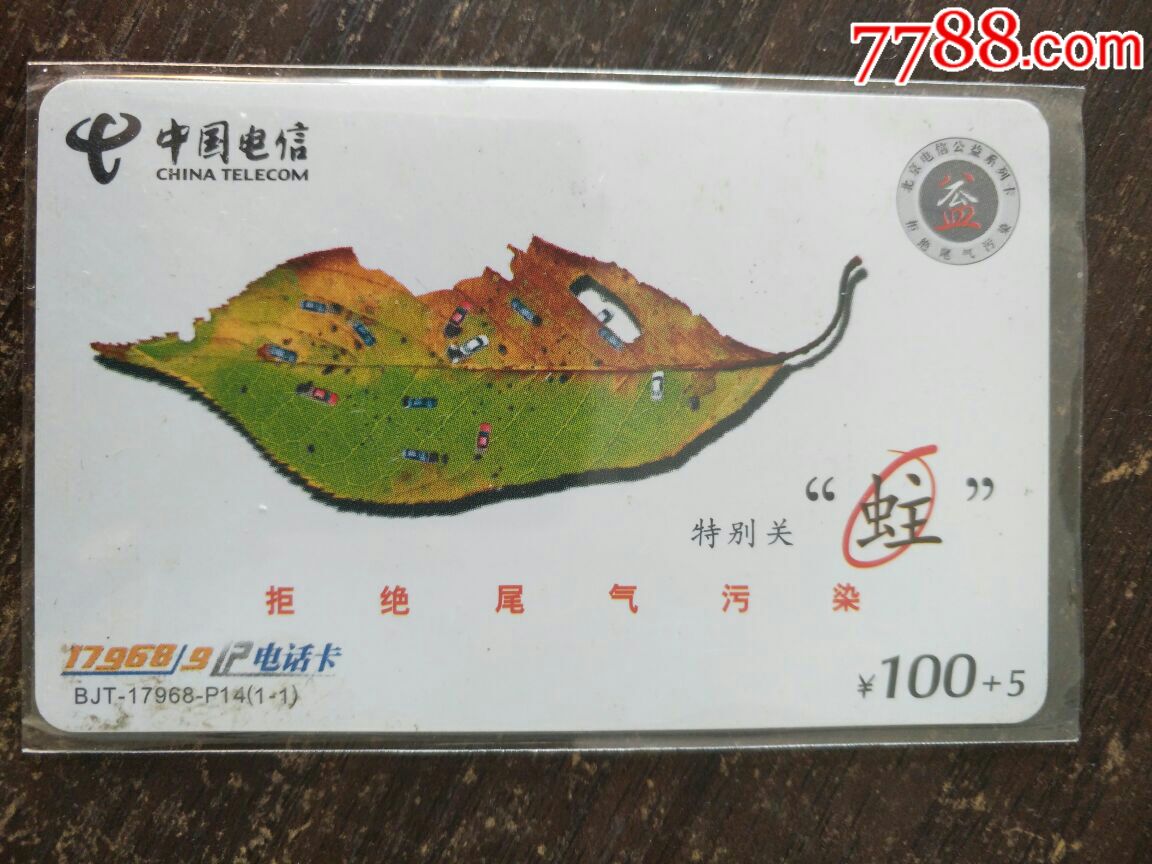 7788.com
中国电信
CHINA TELECOM
北京电信公益系列卡
益
拒绝尾气污染
特别关“蛀”
拒绝尾气污染
17968/9 IP电话卡
BJT-17968-P14(1-1)
¥100+5